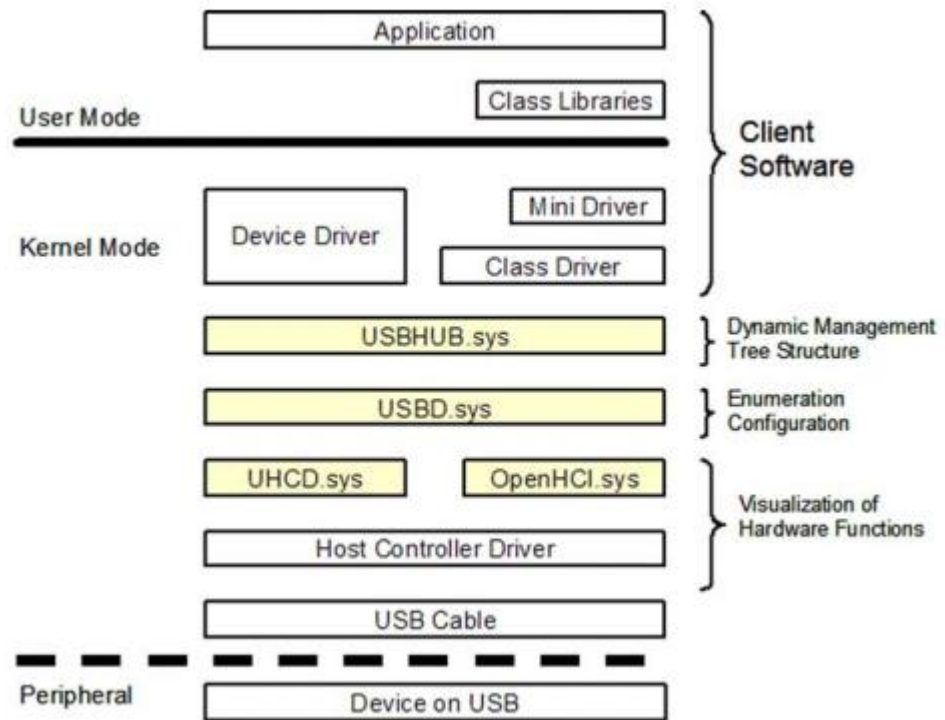 Application
Class Libraries
User Mode
Client
Software
Mini Driver
Device Driver
Kernel Mode
Class Driver
USBHUB.sys
Dynamic Management
Tree Structure
USBD.sys
Enumeration
Configuration
UHCD.sys
OpenHCI.sys
Visualization of
Hardware Functions
Host Controller Driver
USB Cable
Peripheral
Device on USB